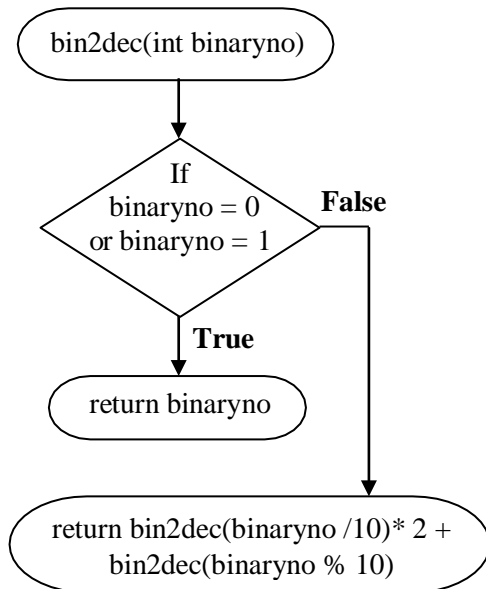 bin2dec(int binaryno)
If
binaryno = 0
or binaryno = 1
False
True
return binaryno
return bin2dec(binaryno /10)* 2 +
bin2dec(binaryno % 10)